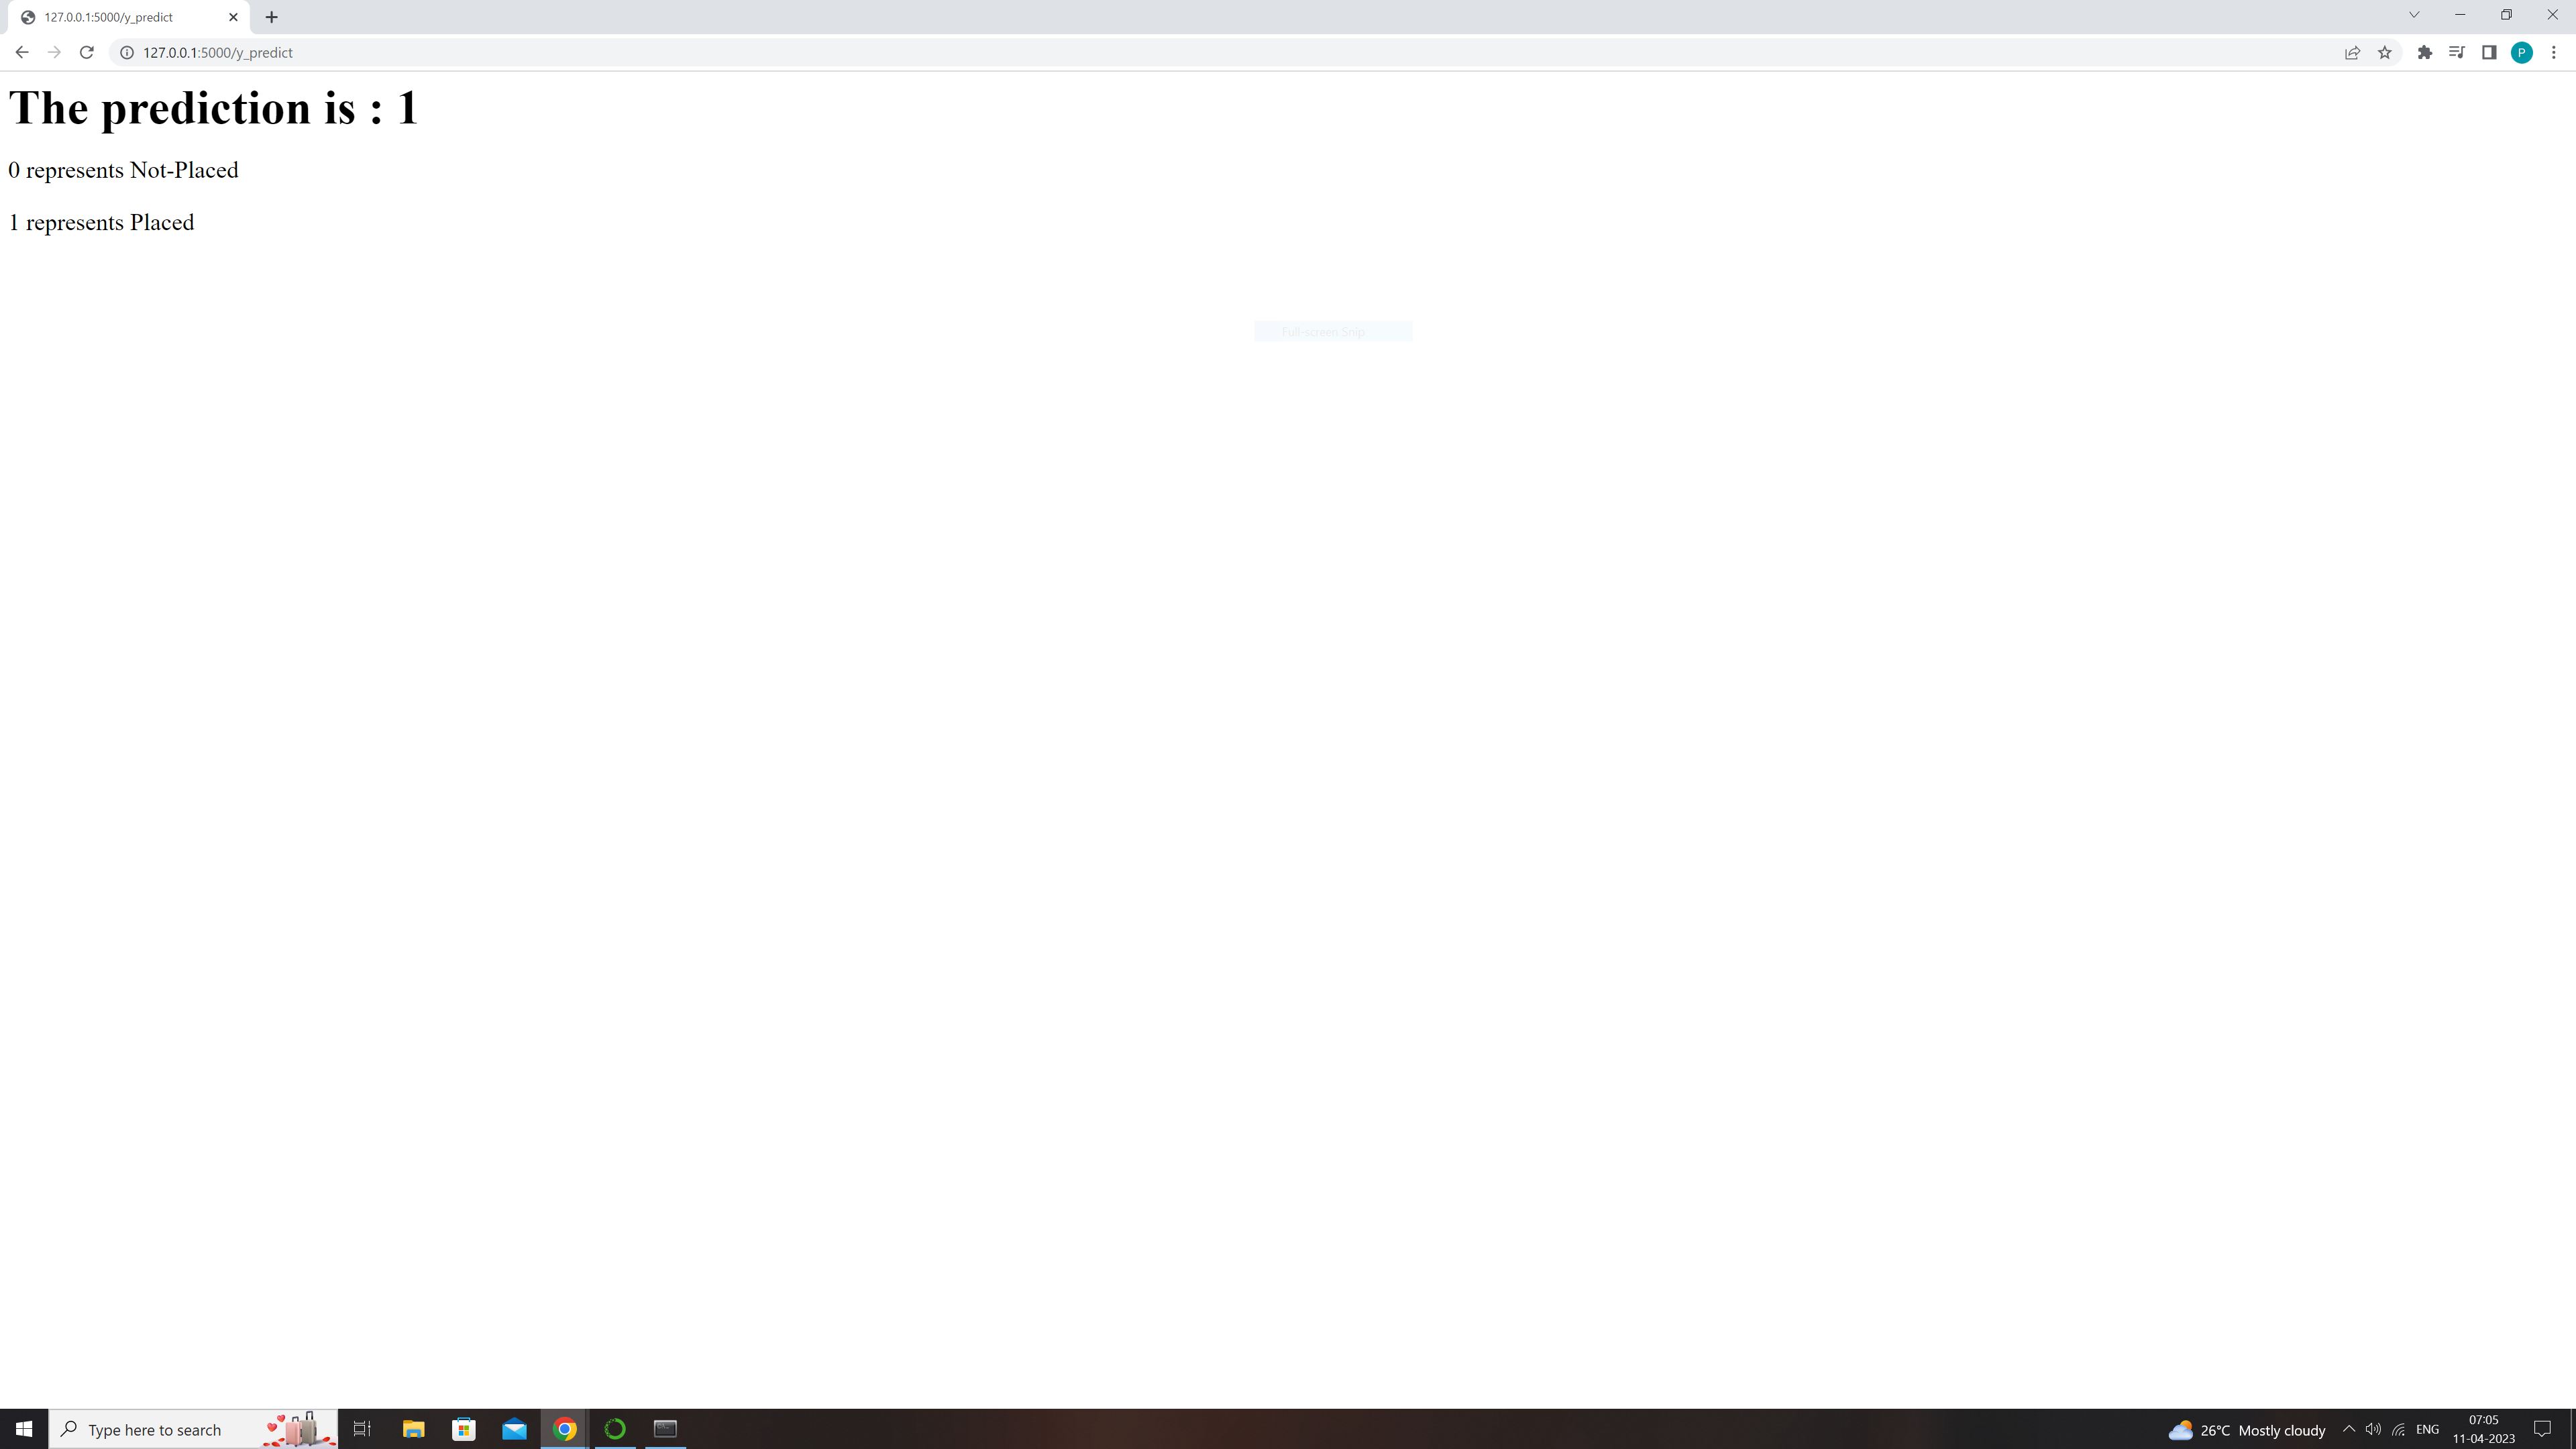 127.0.0.1:5000/y_predict
127.0.0.1:5000/y_predict
P
The prediction is : 1
0 represents Not-Placed
1 represents Placed
Full-screen Snip
Type here to search
26°C Mostly cloudy
ENG
07:05
11-04-2023